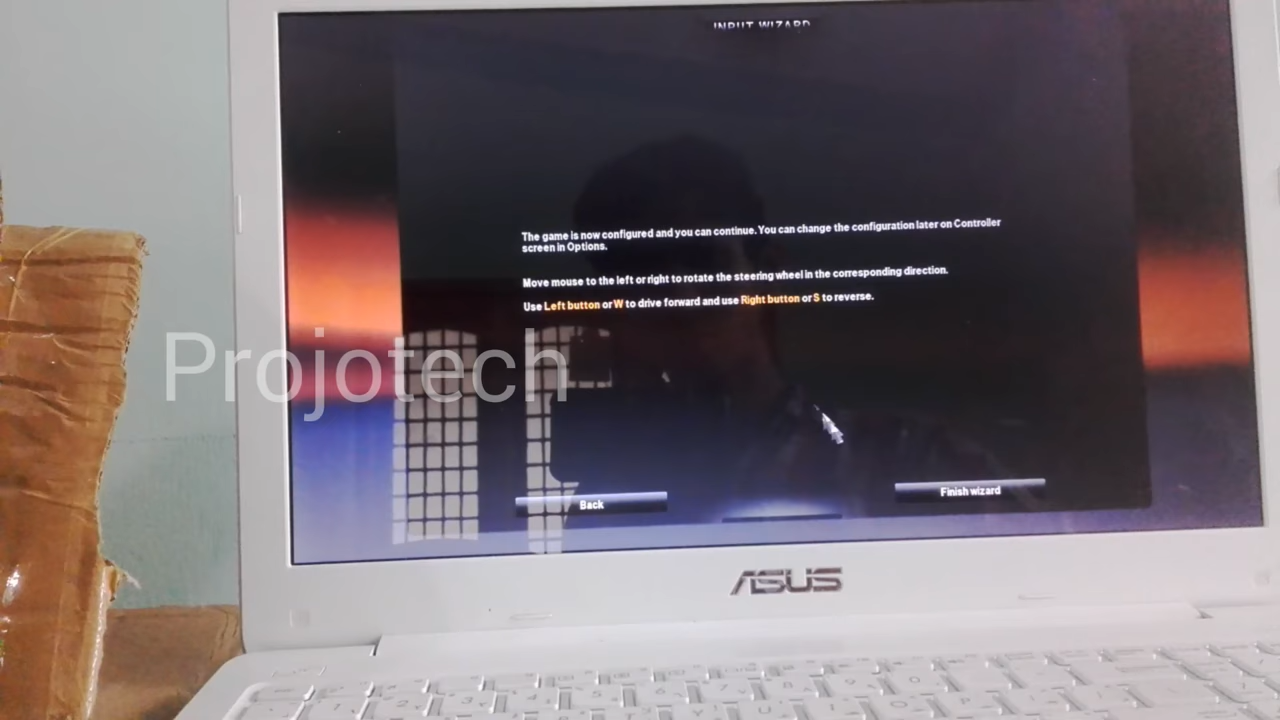 INPUT WIZARD
The game is now configured and you can continue. You can change the configuration later on Controller
screen in Options.
Move mouse to the left or right to rotate the steering wheel in the corresponding direction.
Use Left button or W to drive forward and use Right button or S to reverse.
Projotech
Back
Finish wizard
ASUS